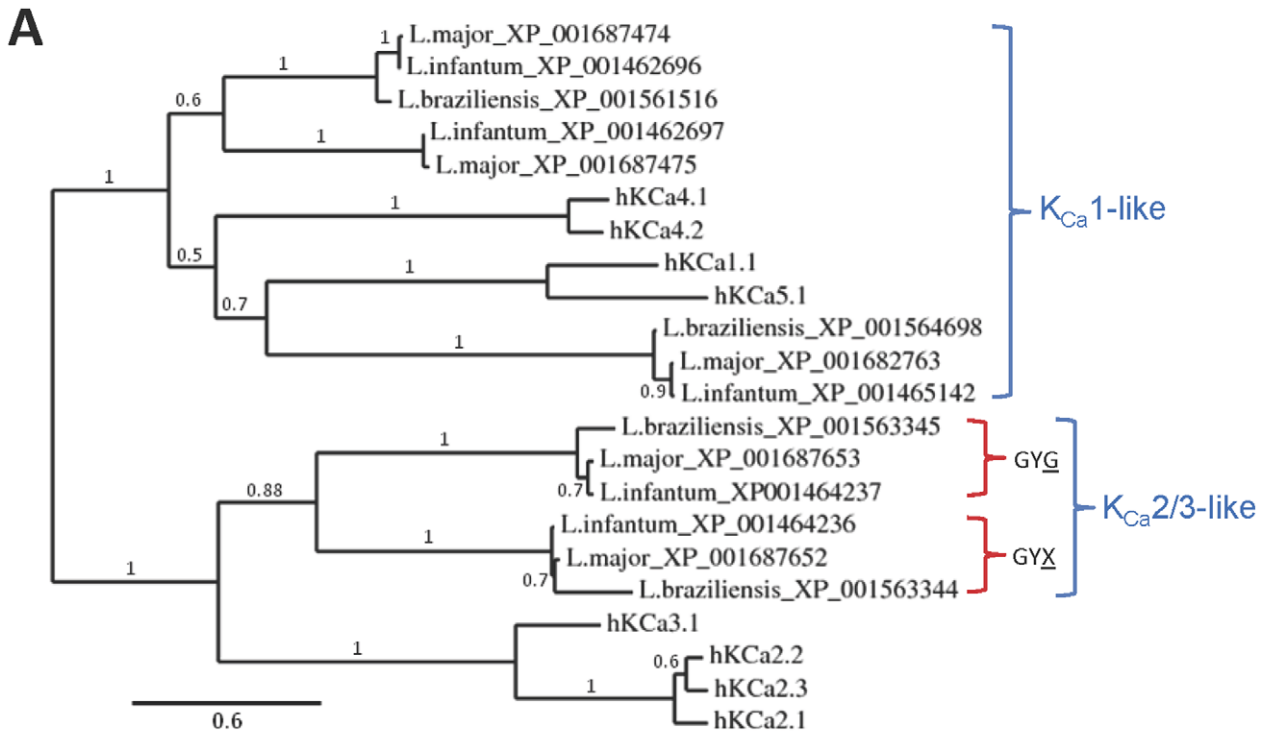 A
1
L.major_XP_001687474
1
L.infantum_XP_001462696
0.6
L.braziliensis_XP_001561516
1
L.infantum_XP_001462697
L.major_XP_001687475
1
hKCa4.1
1
hKCa4.2
KCa1-like
0.5
hKCa1.1
1
hKCa5.1
0.7
L.braziliensis_XP_001564698
1
L.major_XP_001682763
0.9
L.infantum_XP_001465142
L.braziliensis_XP_001563345
1
L.major_XP_001687653
GYG
0.7
L.infantum_XP001464237
0.88
KCa2/3-like
L.infantum_XP_001464236
1
L.major_XP_001687652
GYX
0.7
L.braziliensis_XP_001563344
1
hKCa3.1
1
0.6
hKCa2.2
1
hKCa2.3
hKCa2.1
0.6